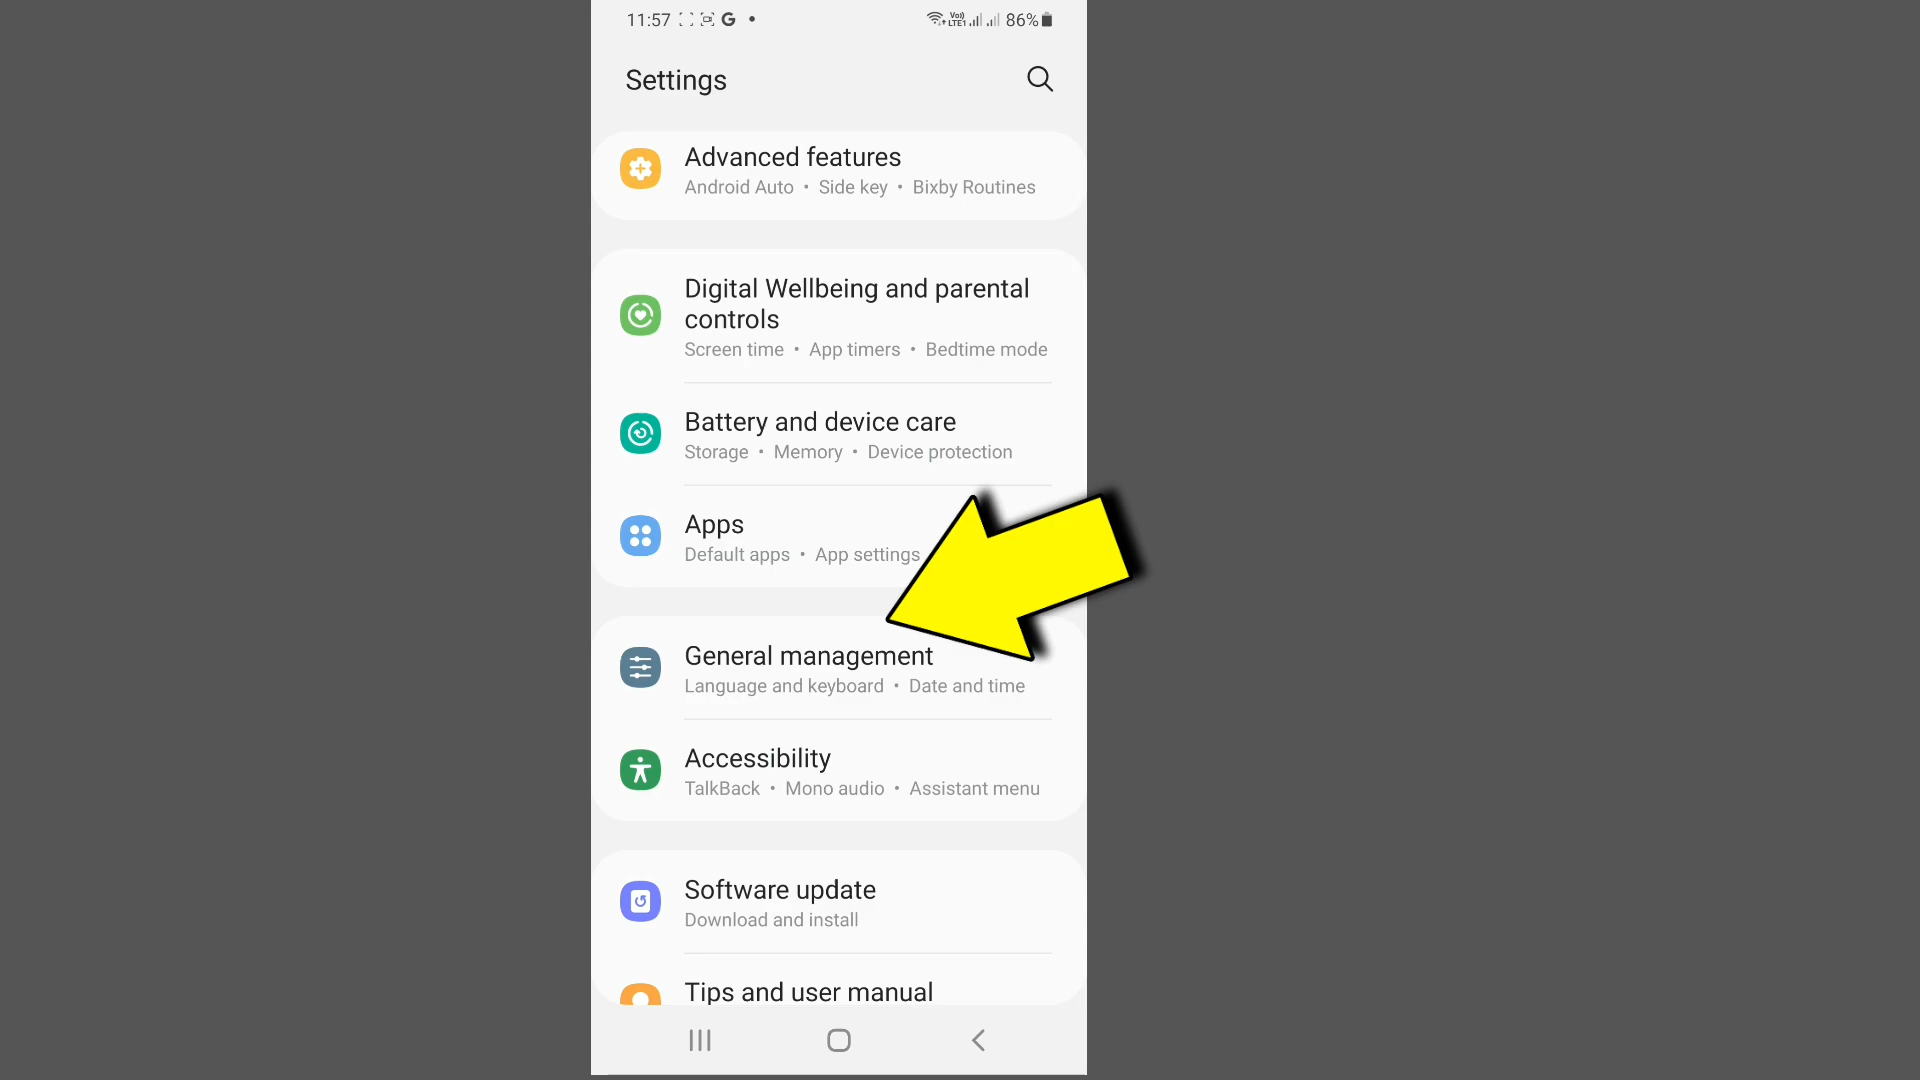 11:57 G • Vo) LTE1 86%
Settings
Advanced features
Android Auto • Side key • Bixby Routines
Digital Wellbeing and parental
controls
Screen time • App timers • Bedtime mode
Battery and device care
Storage • Memory • Device protection
Apps
Default apps • App settings
General management
Language and keyboard • Date and time
Accessibility
TalkBack • Mono audio • Assistant menu
Software update
Download and install
Tips and user manual